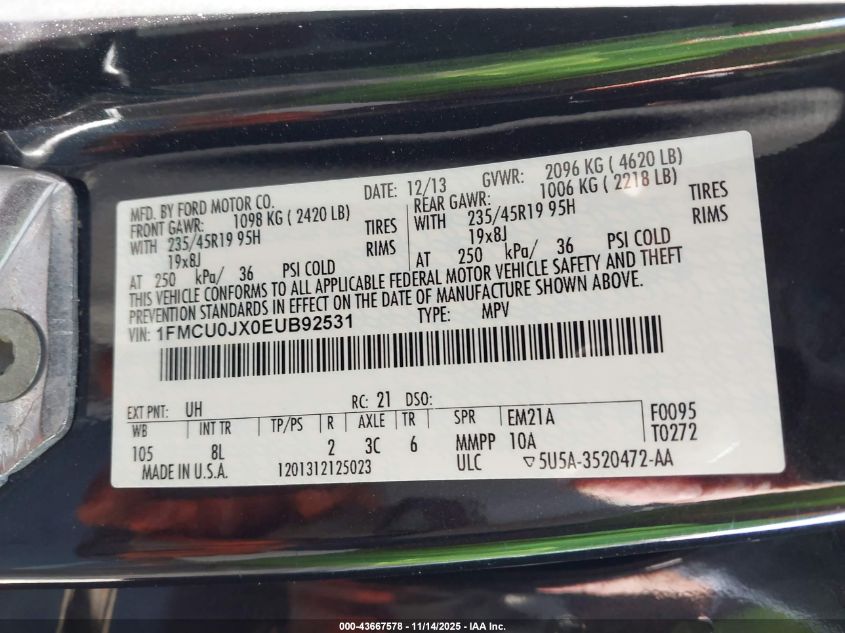 MFD. BY FORD MOTOR CO. DATE: 12/13 GVWR: 2096 KG ( 4620 LB)
FRONT GAWR: 1098 KG ( 2420 LB) REAR GAWR: 1006 KG ( 2218 LB)
WITH 235/45R19 95H TIRES WITH 235/45R19 95H TIRES
19x8J RIMS 19x8J RIMS
AT 250 kPa/ 36 PSI COLD AT 250 kPa/ 36 PSI COLD
THIS VEHICLE CONFORMS TO ALL APPLICABLE FEDERAL MOTOR VEHICLE SAFETY AND THEFT
PREVENTION STANDARDS IN EFFECT ON THE DATE OF MANUFACTURE SHOWN ABOVE.
VIN: 1FMCU0JX0EUB92531 TYPE: MPV
EXT PNT: UH RC: 21 DSO: F0095
WB INT TR TP/PS R AXLE TR SPR EM21A T0272
105 8L 2 3C 6 MMPP 10A
MADE IN U.S.A. 1201312125023 ULC ▽5U5A-3520472-AA
000-43667578 - 11/14/2025 - IAA Inc.